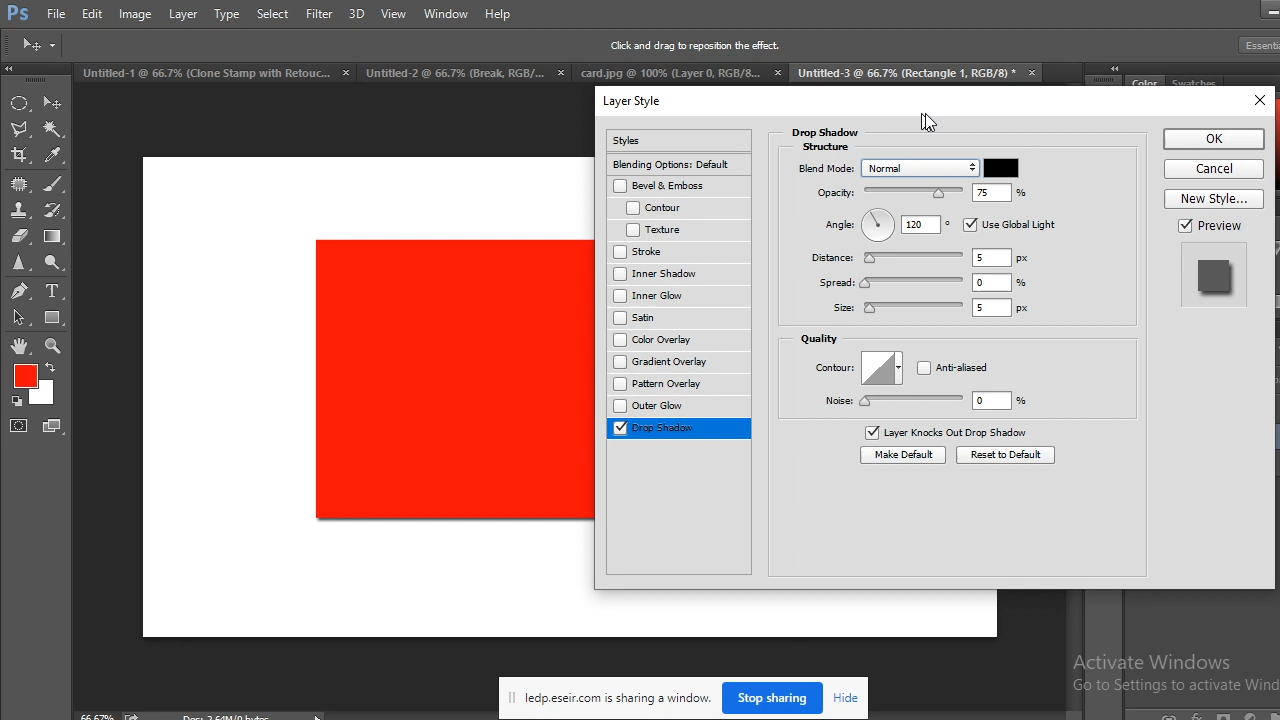 Ps File Edit Image Layer Type Select Filter 3D View Window Help
Click and drag to reposition the effect.
Essentia
Untitled-1 @ 66.7% (Clone Stamp with Retouc... × Untitled-2 @ 66.7% (Break, RGB/... × card.jpg @ 100% (Layer 0, RGB/8... × Untitled-3 @ 66.7% (Rectangle 1, RGB/8) * ×
Color Swatches
Layer Style
Styles
Blending Options: Default
Bevel & Emboss
Contour
Texture
Stroke
Inner Shadow
Inner Glow
Satin
Color Overlay
Gradient Overlay
Pattern Overlay
Outer Glow
Drop Shadow
Drop Shadow
Structure
Blend Mode: Normal
Opacity: 75 %
Angle: 120 ° Use Global Light
Distance: 5 px
Spread: 0 %
Size: 5 px
Quality
Contour: Anti-aliased
Noise: 0 %
Layer Knocks Out Drop Shadow
Make Default Reset to Default
OK
Cancel
New Style...
Preview
Activate Windows
Go to Settings to activate Wind
ledp.eseir.com is sharing a window. Stop sharing Hide
66.67% Doc: 2.64M/0 bytes